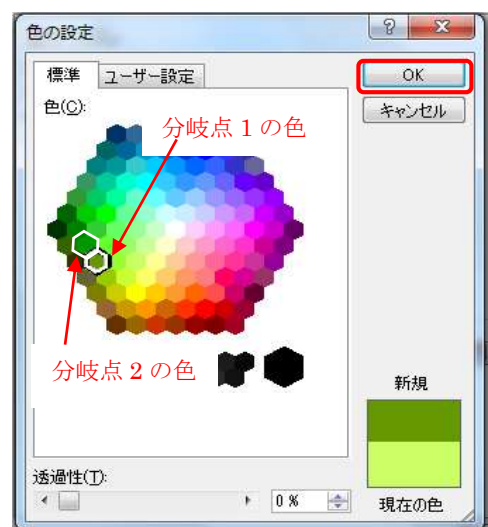 色の設定
標準 ユーザー設定
OK
色(C):
キャンセル
分岐点 1 の色
分岐点 2 の色
新規
透過性(T):
0 %
現在の色